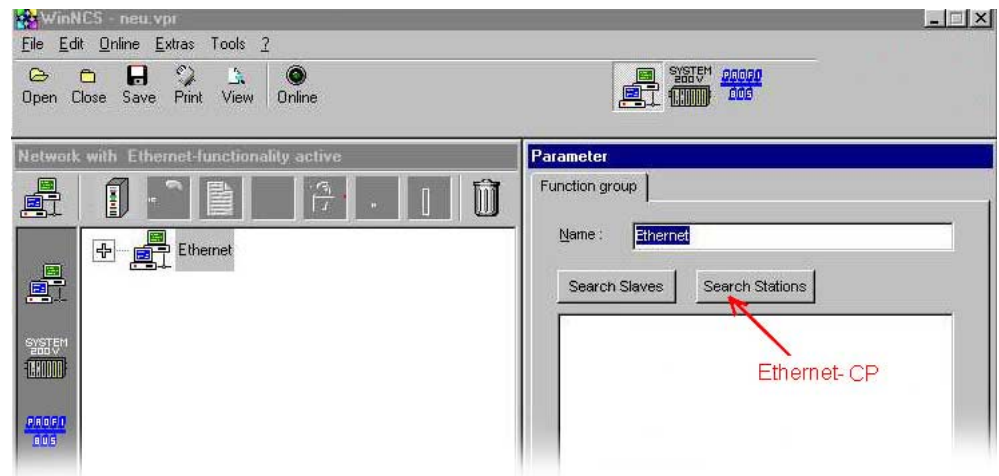 WinNCS - neu.vpr
File Edit Online Extras Tools ?
Open Close Save Print View Online
SYSTEM 200V
PROFI BUS
Network with Ethernet-functionality active
Parameter
Function group
Ethernet
Name : Ethernet
Search Slaves Search Stations
Ethernet- CP
SYSTEM
200V
PROFI
BUS